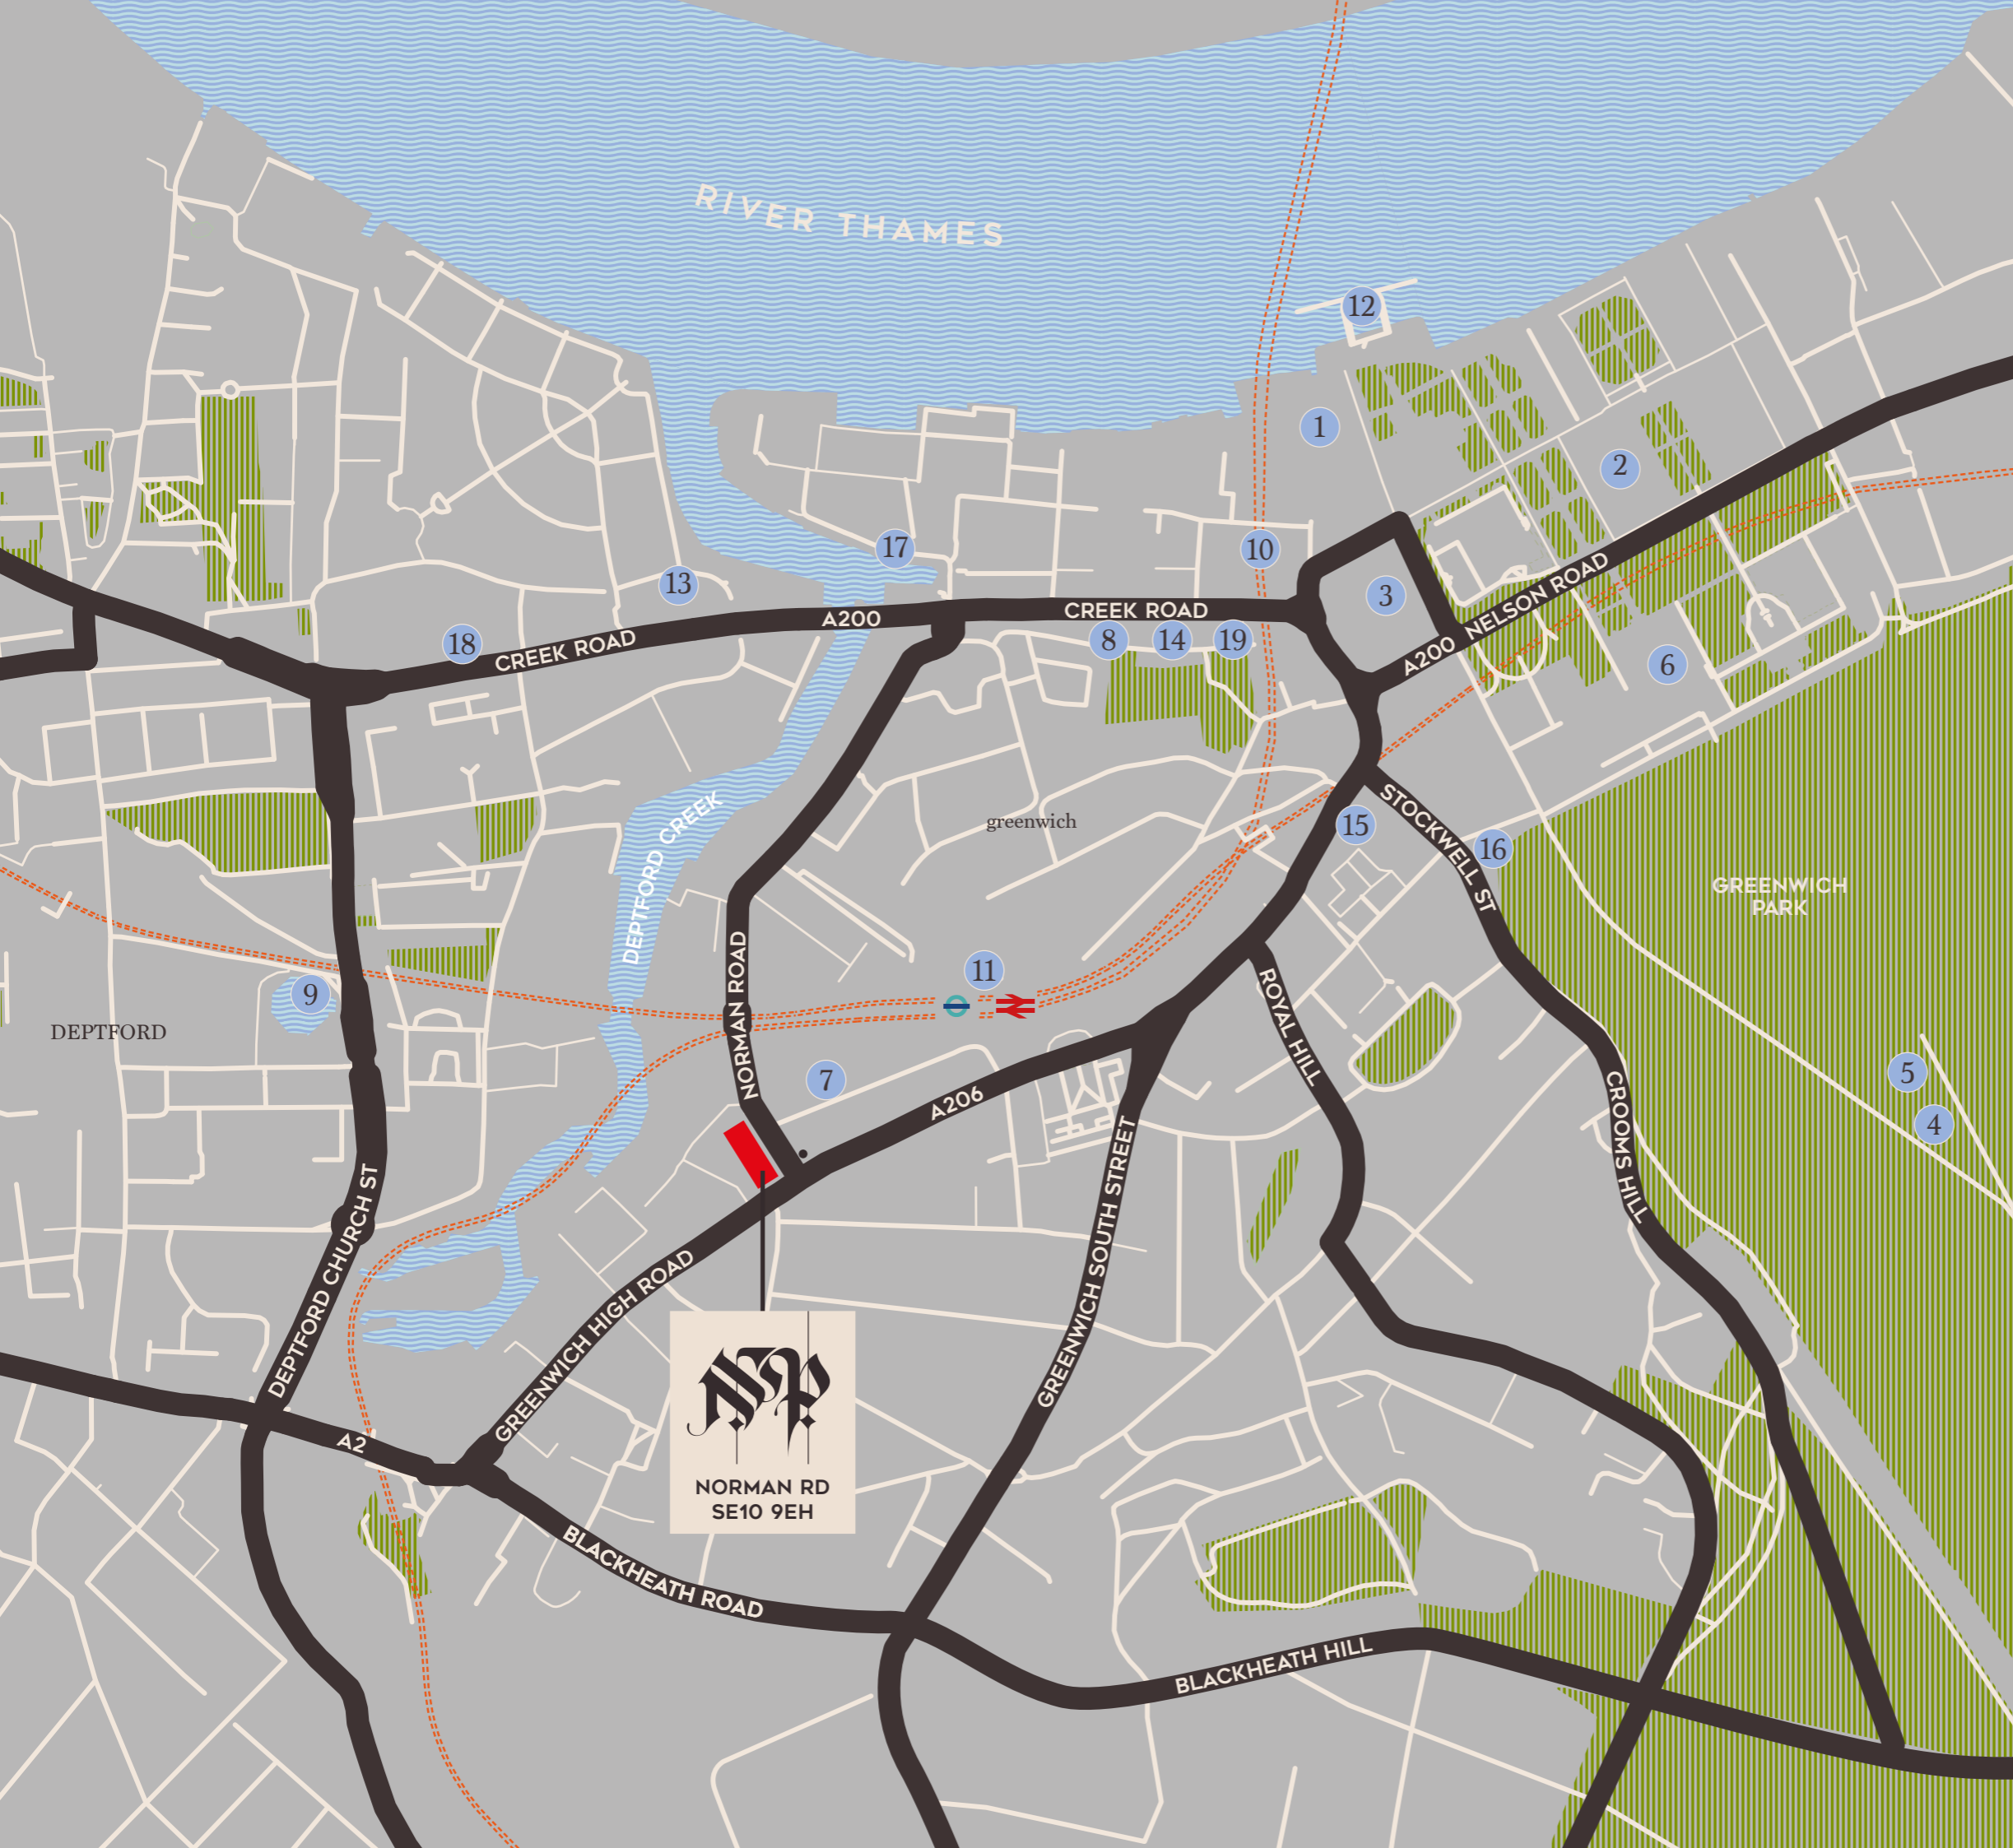 RIVER THAMES
12
1
2
17
10
13
3
A200
CREEK ROAD
NELSON ROAD
18
CREEK ROAD
8
14
19
A200
6
DEPTFORD CREEK
greenwich
15
STOCKWELL ST
16
GREENWICH
PARK
NORMAN ROAD
11
9
ROYAL HILL
DEPTFORD
NORMAN ROAD
7
A206
5
4
CROOMS HILL
GREENWICH SOUTH STREET
DEPTFORD CHURCH ST
GREENWICH HIGH ROAD
A2
NRP
NORMAN RD
SE10 9EH
BLACKHEATH ROAD
BLACKHEATH HILL